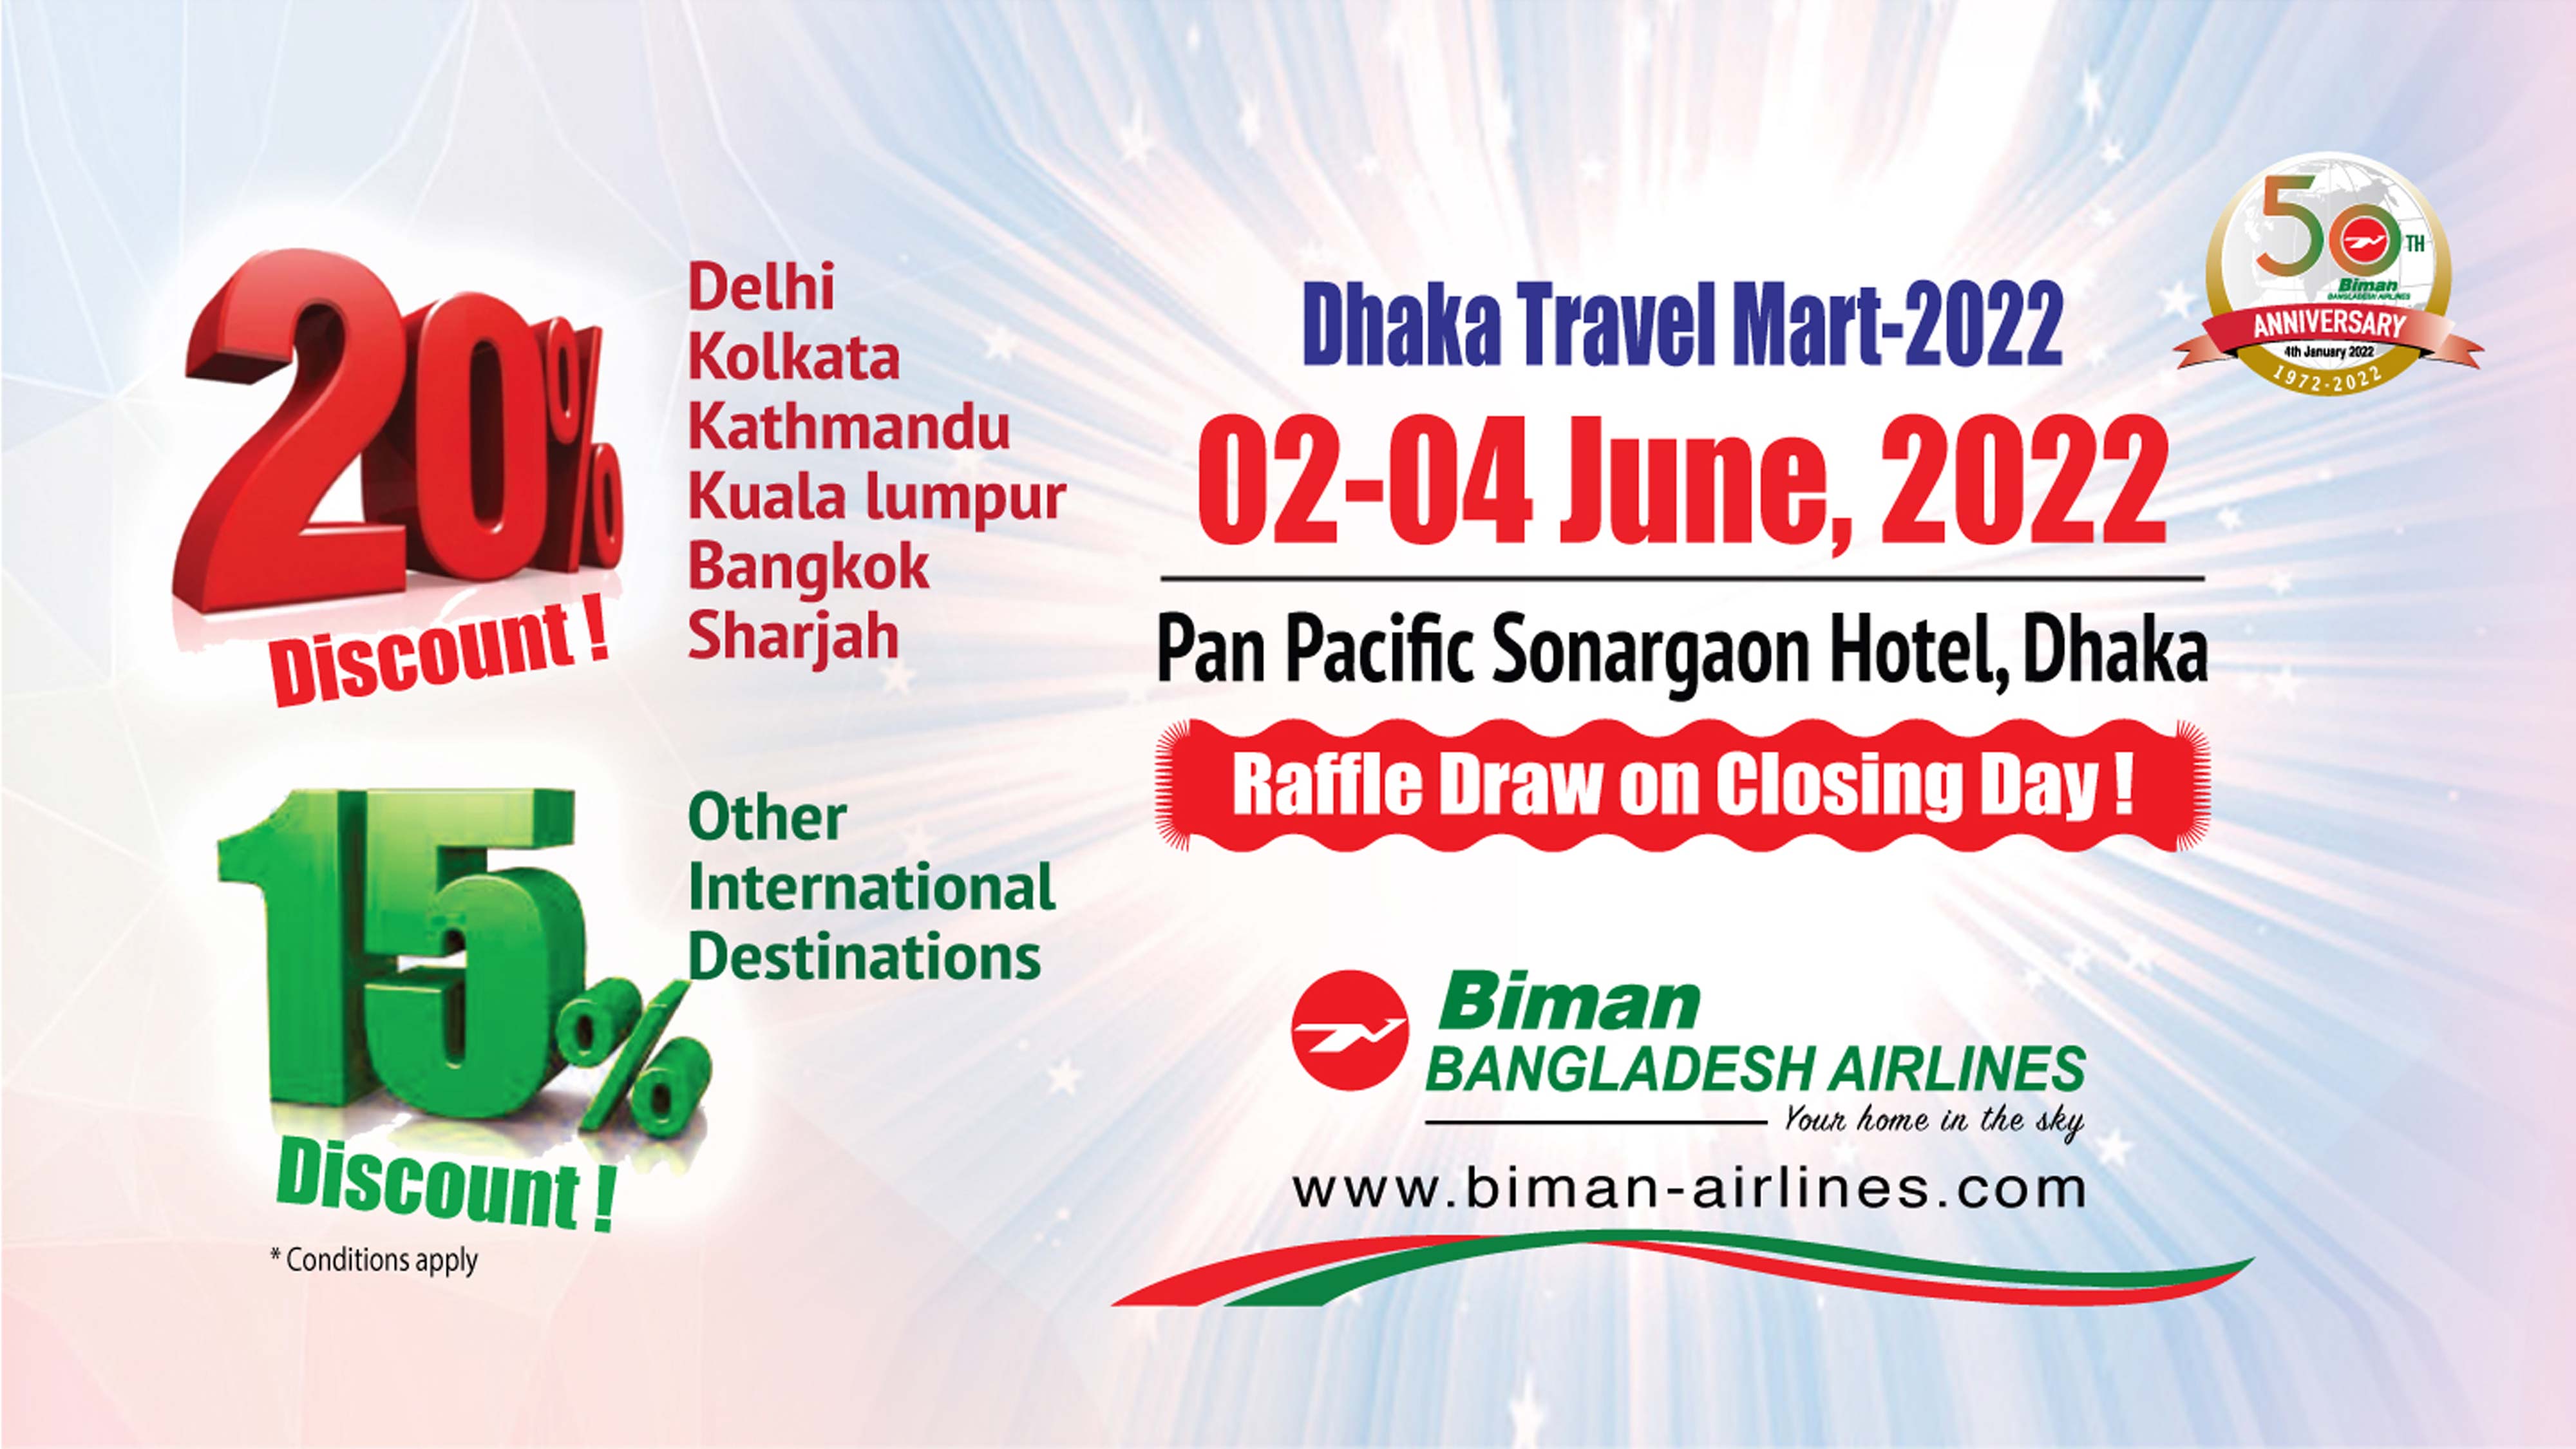 20%
Discount !
Delhi
Kolkata
Kathmandu
Kuala lumpur
Bangkok
Sharjah
15%
Discount !
Other
International
Destinations
* Conditions apply
Dhaka Travel Mart-2022
02-04 June, 2022
Pan Pacific Sonargaon Hotel, Dhaka
Raffle Draw on Closing Day !
Biman
BANGLADESH AIRLINES
Your home in the sky
www.biman-airlines.com
50TH
Biman
BANGLADESH AIRLINES
ANNIVERSARY
4th January 2022
1972-2022